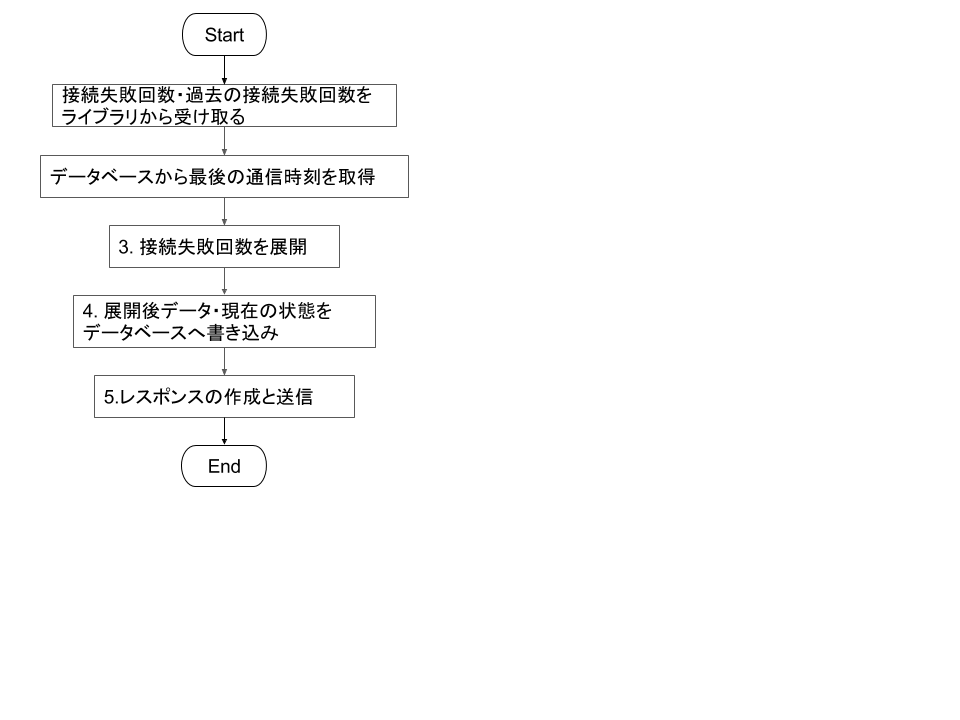 Start
接続失敗回数・過去の接続失敗回数を
ライブラリから受け取る
データベースから最後の通信時刻を取得
3. 接続失敗回数を展開
4. 展開後データ・現在の状態を
データベースへ書き込み
5.レスポンスの作成と送信
End